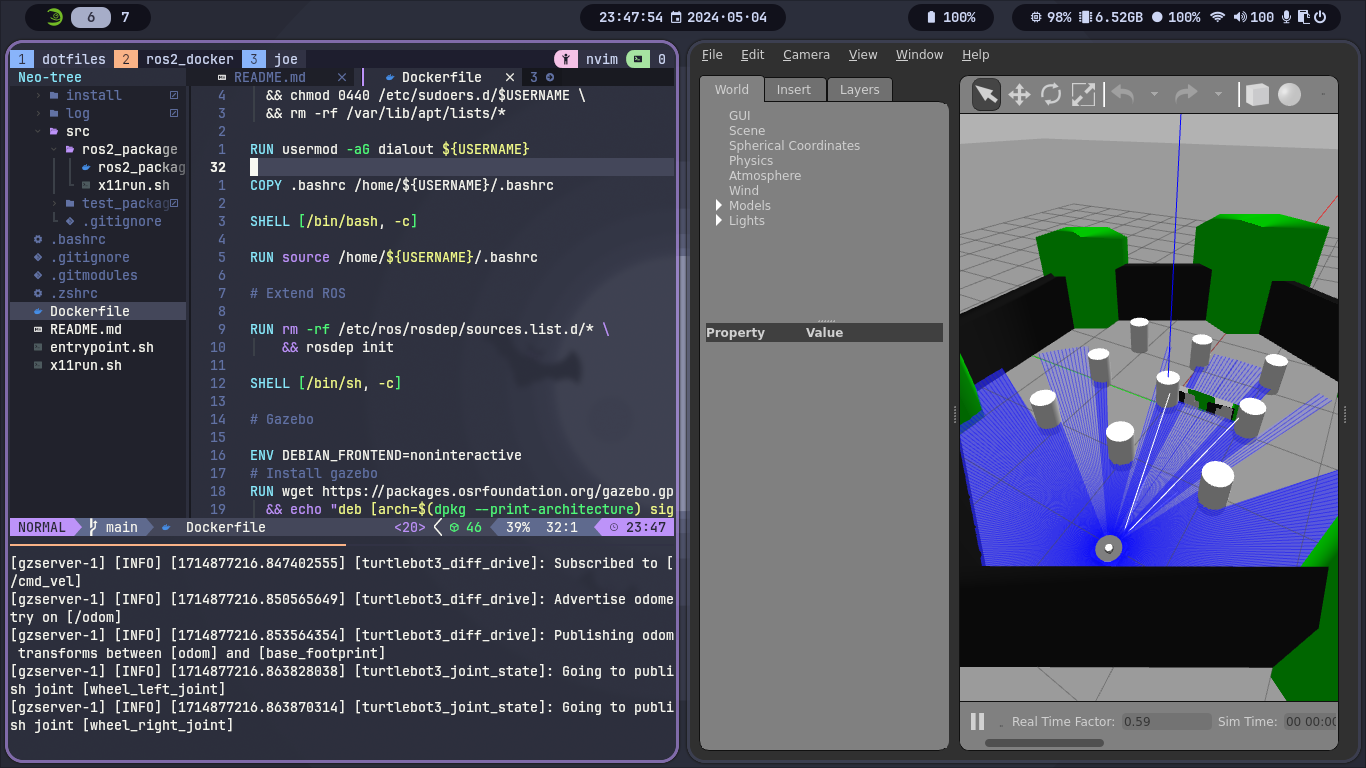 6 7
23:47:54 2024-05-04
100%
98% 6.52GB 100% 100
1 dotfiles 2 ros2_docker 3 joe nvim 0
Neo-tree
README.md Dockerfile 3
install
log
src
ros2_package
ros2_packag
x11run.sh
test_packag
.gitignore
.bashrc
.gitignore
.gitmodules
.zshrc
Dockerfile
README.md
entrypoint.sh
x11run.sh
4 && chmod 0440 /etc/sudoers.d/$USERNAME \
3 && rm -rf /var/lib/apt/lists/*
2
1 RUN usermod -aG dialout ${USERNAME}
32
1 COPY .bashrc /home/${USERNAME}/.bashrc
2
3 SHELL [/bin/bash, -c]
4
5 RUN source /home/${USERNAME}/.bashrc
6
7 # Extend ROS
8
9 RUN rm -rf /etc/ros/rosdep/sources.list.d/* \
10 && rosdep init
11
12 SHELL [/bin/sh, -c]
13
14 # Gazebo
15
16 ENV DEBIAN_FRONTEND=noninteractive
17 # Install gazebo
18 RUN wget https://packages.osrfoundation.org/gazebo.gp
19 && echo "deb [arch=$(dpkg --print-architecture) sig
NORMAL main Dockerfile <20> 46 39% 32:1 23:47
[gzserver-1] [INFO] [1714877216.847402555] [turtlebot3_diff_drive]: Subscribed to [
/cmd_vel]
[gzserver-1] [INFO] [1714877216.850565649] [turtlebot3_diff_drive]: Advertise odome
try on [/odom]
[gzserver-1] [INFO] [1714877216.853564354] [turtlebot3_diff_drive]: Publishing odom
transforms between [odom] and [base_footprint]
[gzserver-1] [INFO] [1714877216.863828038] [turtlebot3_joint_state]: Going to publi
sh joint [wheel_left_joint]
[gzserver-1] [INFO] [1714877216.863870314] [turtlebot3_joint_state]: Going to publi
sh joint [wheel_right_joint]
File Edit Camera View Window Help
World Insert Layers
GUI
Scene
Spherical Coordinates
Physics
Atmosphere
Wind
Models
Lights
Property Value
Real Time Factor: 0.59 Sim Time: 00 00:00